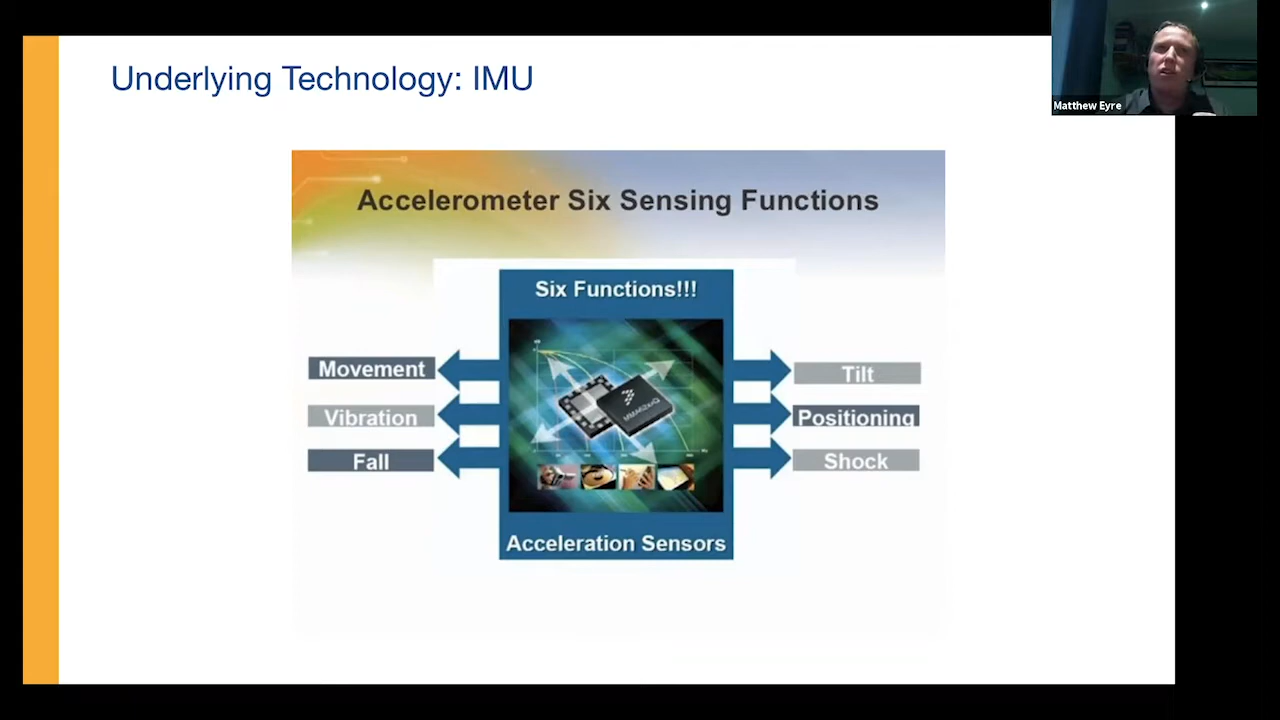 Underlying Technology: IMU
Matthew Eyre
Accelerometer Six Sensing Functions
Six Functions!!!
Movement
Vibration
Fall
Tilt
Positioning
Shock
Acceleration Sensors